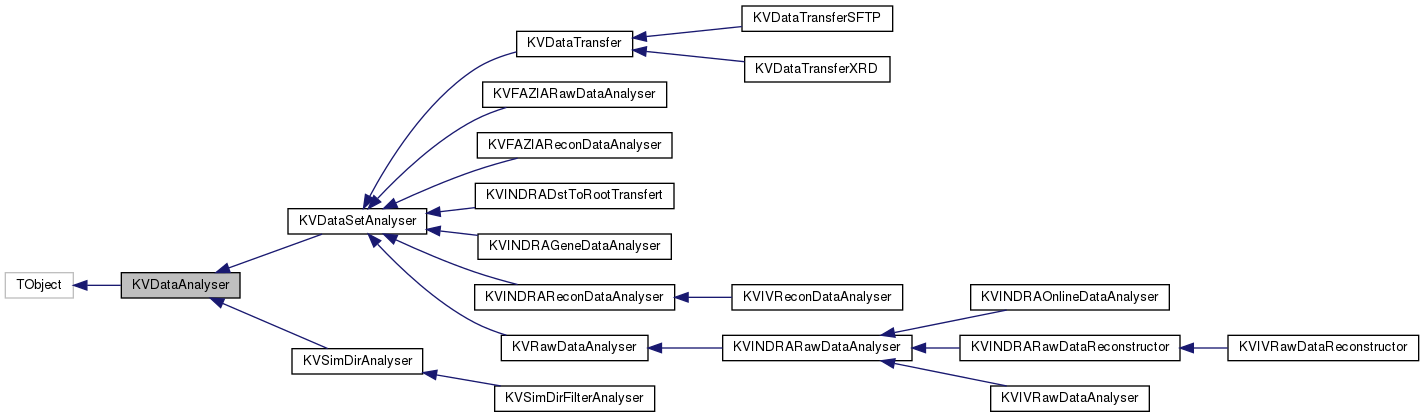 KVDataTransferSFTP
KVDataTransfer
KVDataTransferXRD
KVFAZIARawDataAnalyser
KVFAZIAReconDataAnalyser
KVINDRADstToRootTransfert
KVDataSetAnalyser
KVINDRAGeneDataAnalyser
TObject
KVDataAnalyser
KVINDRAReconDataAnalyser
KVIVReconDataAnalyser
KVINDRAOnlineDataAnalyser
KVRawDataAnalyser
KVINDRARawDataAnalyser
KVINDRARawDataReconstructor
KVIVRawDataReconstructor
KVSimDirAnalyser
KVSimDirFilterAnalyser
KVIVRawDataAnalyser